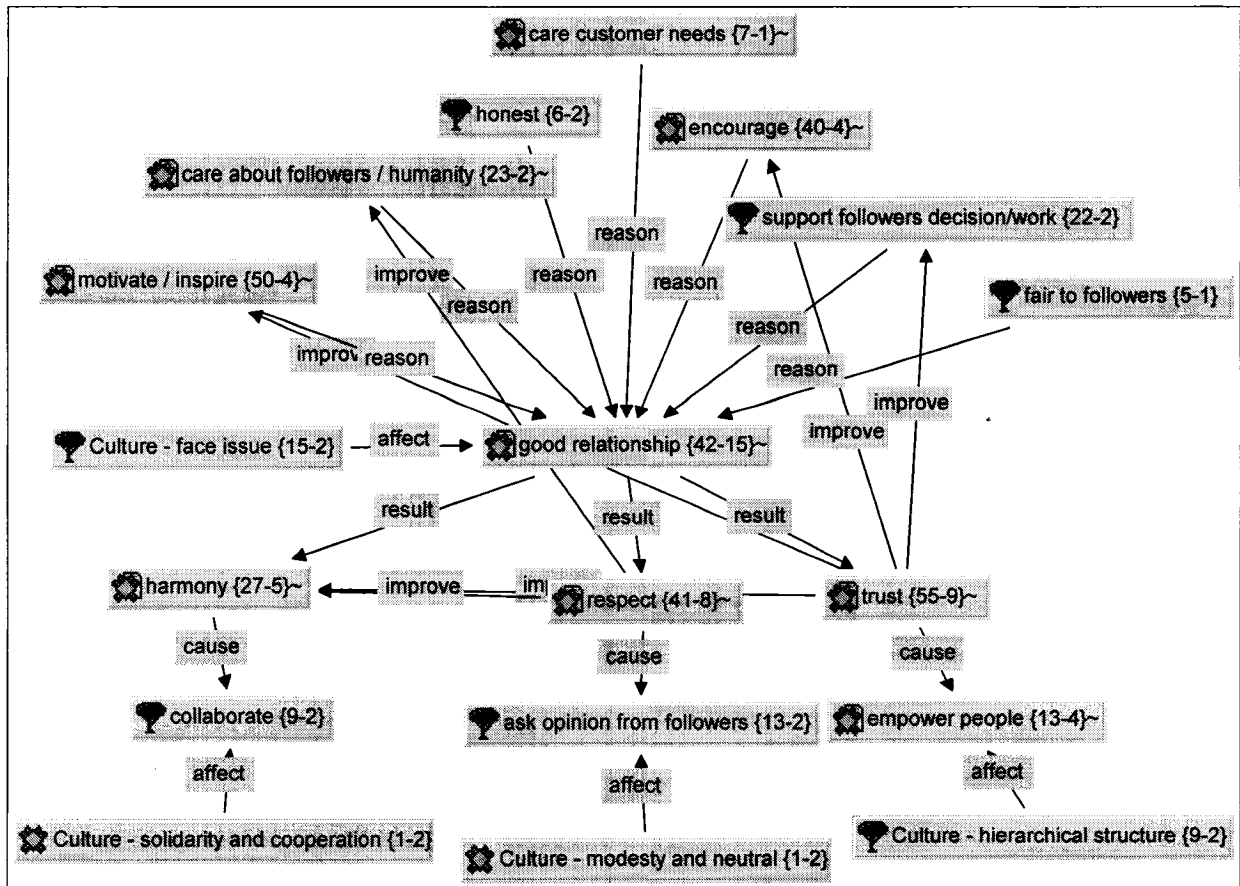 care customer needs {7-1}~
honest {6-2}
encourage {40-4}~
care about followers / humanity {23-2}~
support followers decision/work {22-2}
reason
improve
reason
reason
motivate / inspire {50-4}~
reason
fair to followers {5-1}
reason
improve
reason
reason
improve
improve
Culture - face issue {15-2}
affect
good relationship {42-15}~
result
result
result
harmony {27-5}~
improve
respect {41-8}~
trust {55-9}~
cause
cause
cause
collaborate {9-2}
ask opinion from followers {13-2}
empower people {13-4}~
affect
affect
affect
Culture - solidarity and cooperation {1-2}
Culture - modesty and neutral {1-2}
Culture - hierarchical structure {9-2}